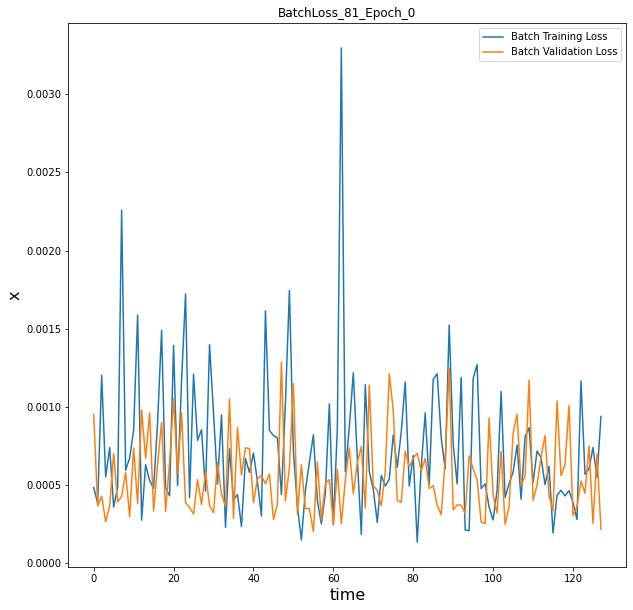 BatchLoss_81_Epoch_0
Batch Training Loss
Batch Validation Loss
0.0030
0.0025
0.0020
0.0015
0.0010
0.0005
0.0000
x
0 20 40 60 80 100 120
time